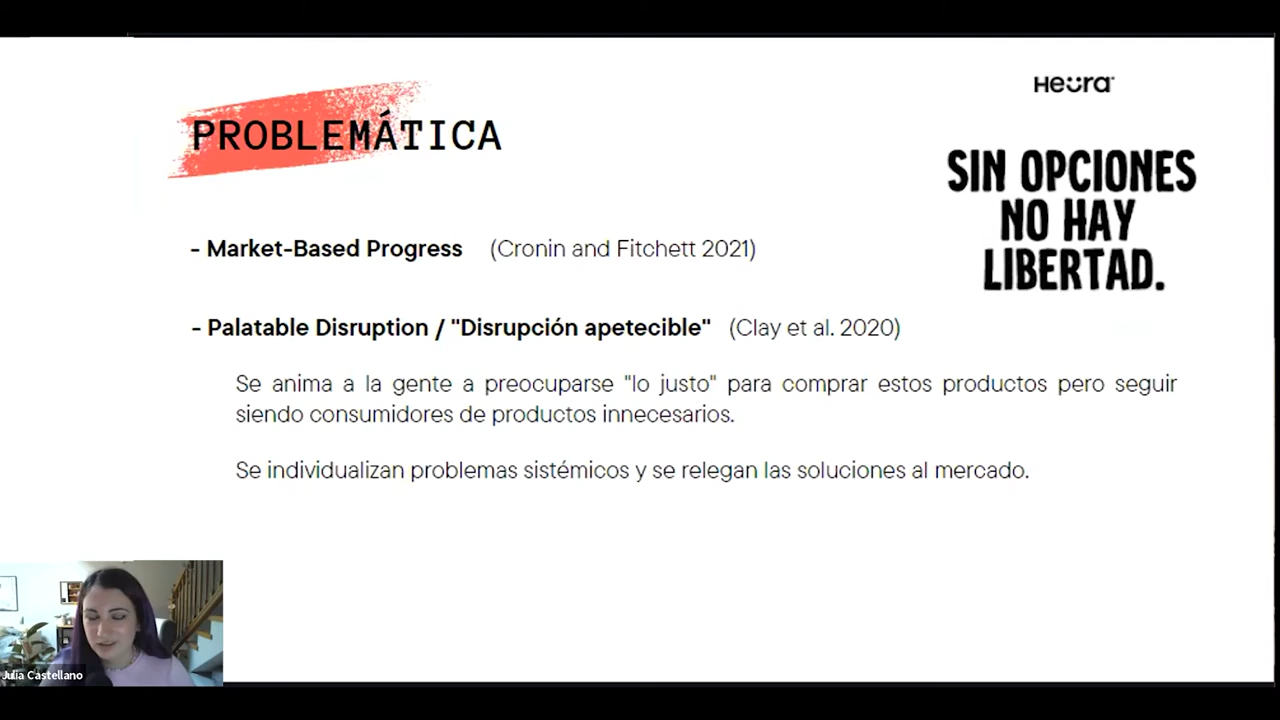 PROBLEMÁTICA
Heura
SIN OPCIONES
NO HAY
LIBERTAD.
- Market-Based Progress (Cronin and Fitchett 2021)
- Palatable Disruption / "Disrupción apetecible" (Clay et al. 2020)
Se anima a la gente a preocuparse "lo justo" para comprar estos productos pero seguir
siendo consumidores de productos innecesarios.
Se individualizan problemas sistémicos y se relegan las soluciones al mercado.
Julia Castellano